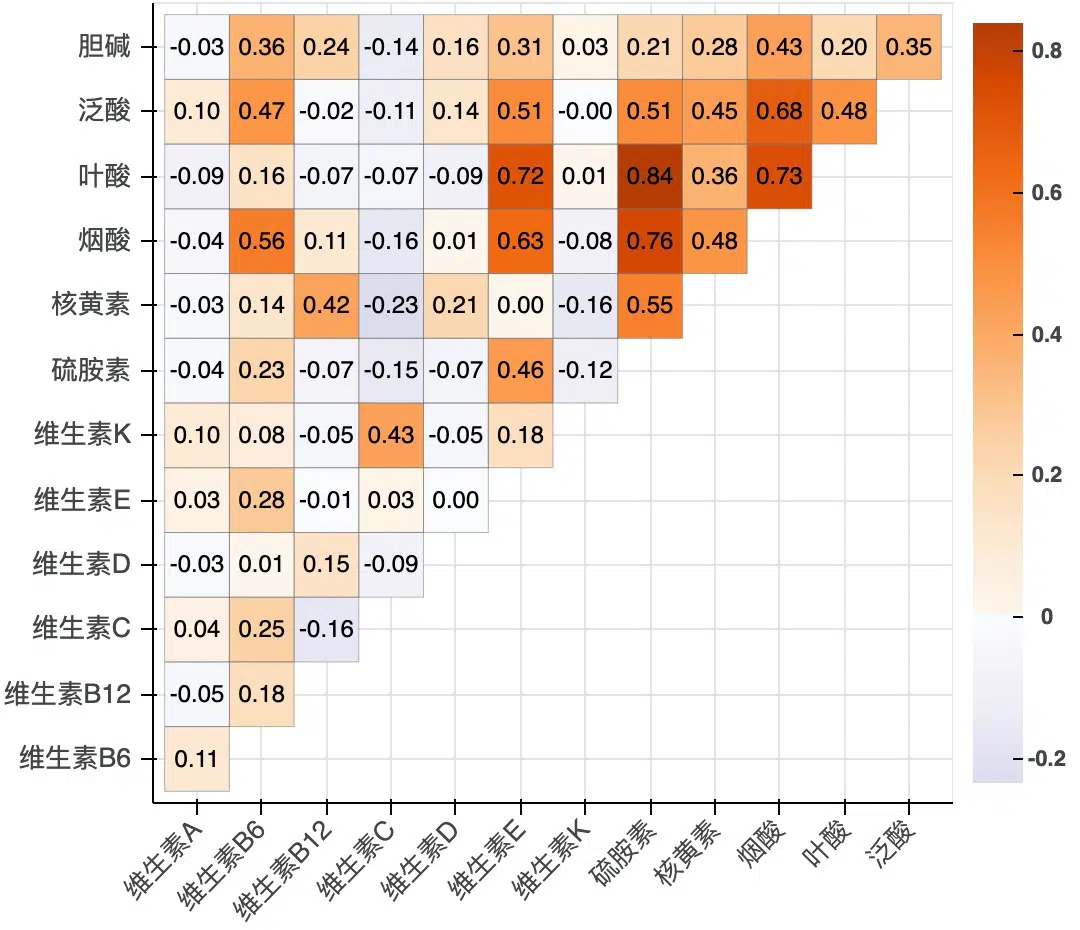 胆碱 -0.03 0.36 0.24 -0.14 0.16 0.31 0.03 0.21 0.28 0.43 0.20 0.35
泛酸 0.10 0.47 -0.02 -0.11 0.14 0.51 -0.00 0.51 0.45 0.68 0.48
叶酸 -0.09 0.16 -0.07 -0.07 -0.09 0.72 0.01 0.84 0.36 0.73
烟酸 -0.04 0.56 0.11 -0.16 0.01 0.63 -0.08 0.76 0.48
核黄素 -0.03 0.14 0.42 -0.23 0.21 0.00 -0.16 0.55
硫胺素 -0.04 0.23 -0.07 -0.15 -0.07 0.46 -0.12
维生素K 0.10 0.08 -0.05 0.43 -0.05 0.18
维生素E 0.03 0.28 -0.01 0.03 0.00
维生素D -0.03 0.01 0.15 -0.09
维生素C 0.04 0.25 -0.16
维生素B12 -0.05 0.18
维生素B6 0.11
维生素A 维生素B6 维生素B12 维生素C 维生素D 维生素E 维生素K 硫胺素 核黄素 烟酸 叶酸 泛酸
0.8
0.6
0.4
0.2
0
-0.2